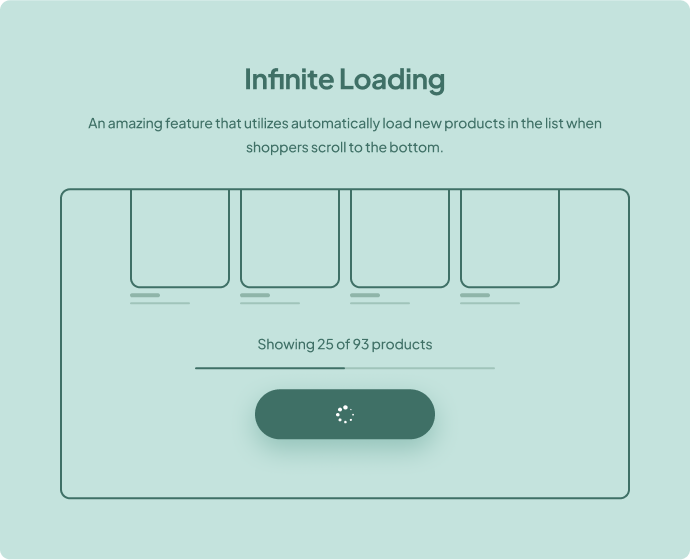 Infinite Loading
An amazing feature that utilizes automatically load new products in the list when
shoppers scroll to the bottom.
Showing 25 of 93 products